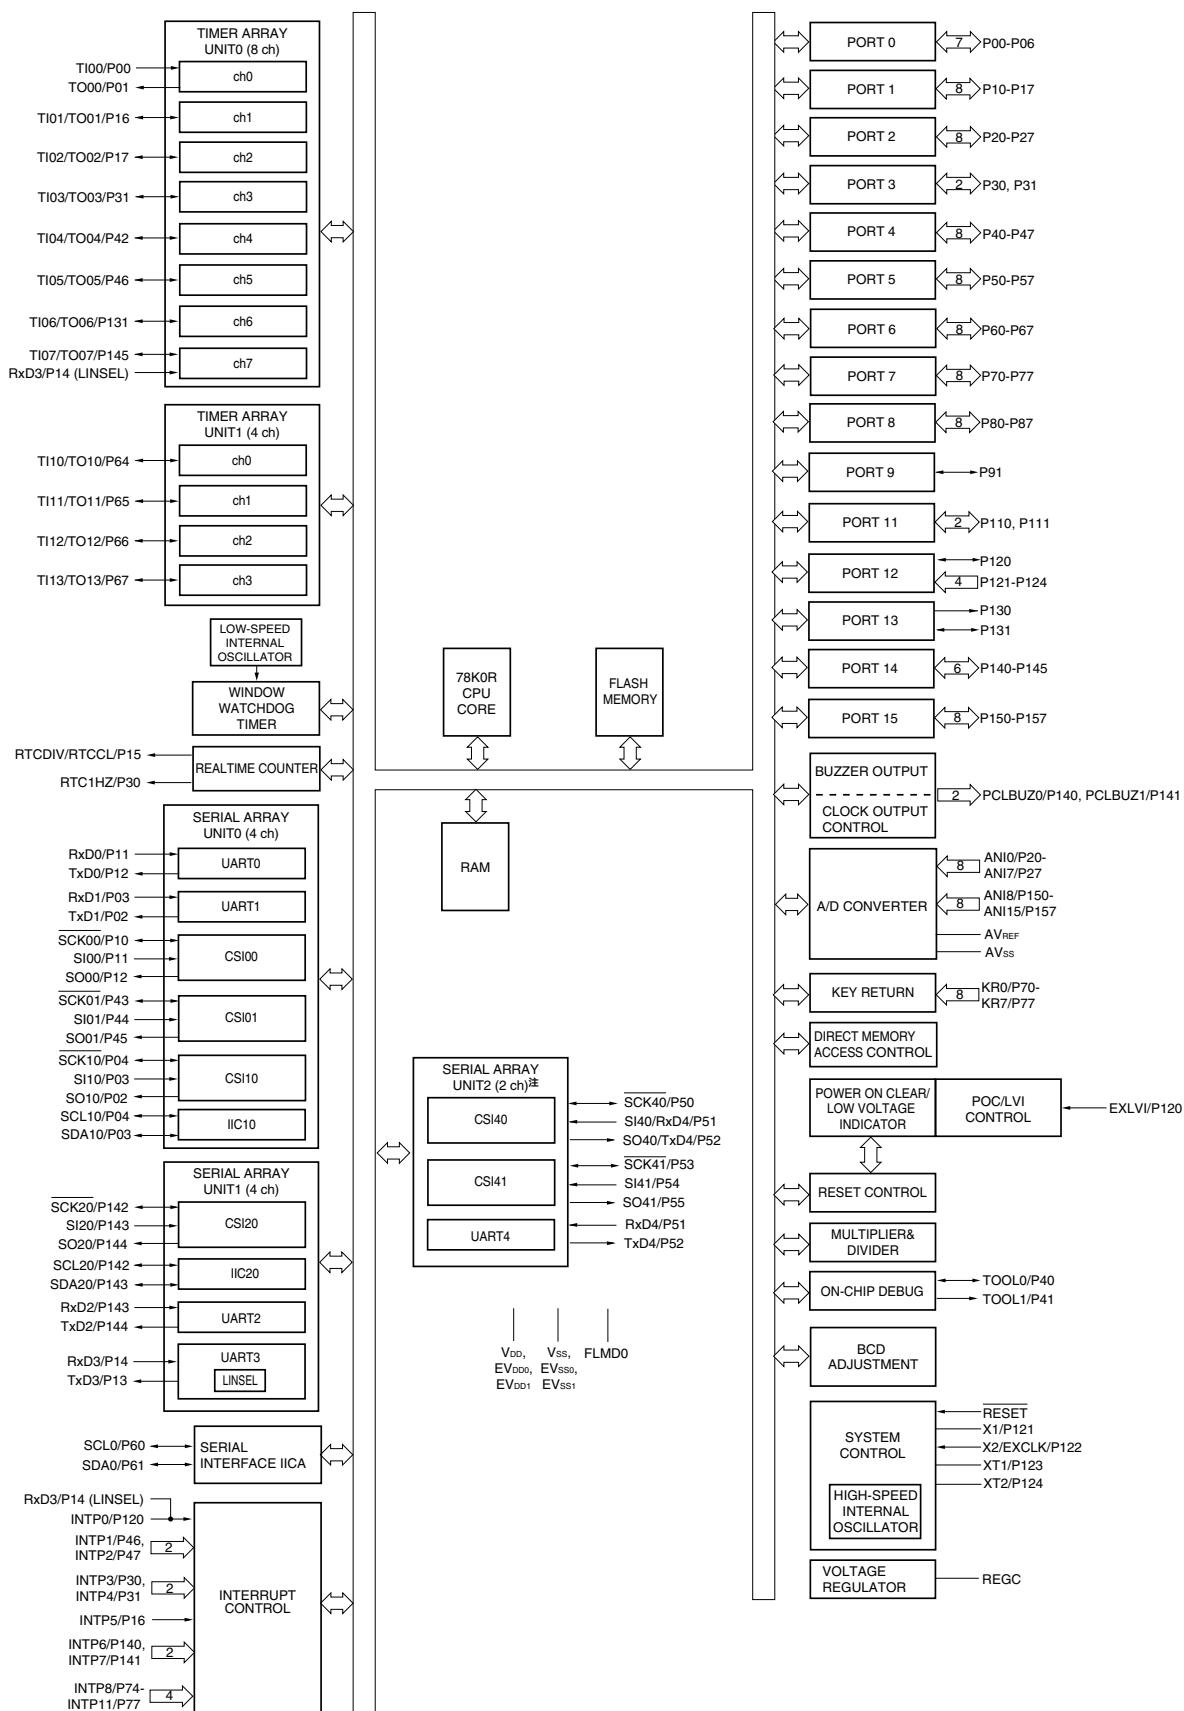 TIMER ARRAY
UNIT0 (8 ch)
TI00/P00
TO00/P01
ch0
TI01/TO01/P16
ch1
TI02/TO02/P17
ch2
TI03/TO03/P31
ch3
TI04/TO04/P42
ch4
TI05/TO05/P46
ch5
TI06/TO06/P131
ch6
TI07/TO07/P145
RxD3/P14 (LINSEL)
ch7
TIMER ARRAY
UNIT1 (4 ch)
TI10/TO10/P64
ch0
TI11/TO11/P65
ch1
TI12/TO12/P66
ch2
TI13/TO13/P67
ch3
LOW-SPEED
INTERNAL
OSCILLATOR
WINDOW
WATCHDOG
TIMER
RTCDIV/RTCCL/P15
RTC1HZ/P30
REALTIME COUNTER
SERIAL ARRAY
UNIT0 (4 ch)
RxD0/P11
TxD0/P12
UART0
RxD1/P03
TxD1/P02
UART1
SCK00/P10
SI00/P11
SO00/P12
CSI00
SCK01/P43
SI01/P44
SO01/P45
CSI01
SCK10/P04
SI10/P03
SO10/P02
CSI10
SCL10/P04
SDA10/P03
IIC10
SERIAL ARRAY
UNIT1 (4 ch)
SCK20/P142
SI20/P143
SO20/P144
CSI20
SCL20/P142
SDA20/P143
IIC20
RxD2/P143
TxD2/P144
UART2
RxD3/P14
TxD3/P13
UART3
LINSEL
SCL0/P60
SDA0/P61
SERIAL
INTERFACE IICA
RxD3/P14 (LINSEL)
INTP0/P120
INTP1/P46,
INTP2/P47
2
INTP3/P30,
INTP4/P31
2
INTP5/P16
INTP6/P140,
INTP7/P141
2
INTP8/P74-
INTP11/P77
4
INTERRUPT
CONTROL
78K0R
CPU
CORE
FLASH
MEMORY
RAM
SERIAL ARRAY
UNIT2 (2 ch)注
CSI40
SCK40/P50
SI40/RxD4/P51
SO40/TxD4/P52
CSI41
SCK41/P53
SI41/P54
SO41/P55
UART4
RxD4/P51
TxD4/P52
VDD,
EVDD0,
EVDD1
VSS,
EVSS0,
EVSS1
FLMD0
PORT 0
7
P00-P06
PORT 1
8
P10-P17
PORT 2
8
P20-P27
PORT 3
2
P30, P31
PORT 4
8
P40-P47
PORT 5
8
P50-P57
PORT 6
8
P60-P67
PORT 7
8
P70-P77
PORT 8
8
P80-P87
PORT 9
P91
PORT 11
2
P110, P111
PORT 12
P120
4
P121-P124
PORT 13
P130
P131
PORT 14
6
P140-P145
PORT 15
8
P150-P157
BUZZER OUTPUT
CLOCK OUTPUT
CONTROL
2
PCLBUZ0/P140, PCLBUZ1/P141
A/D CONVERTER
8
ANI0/P20-
ANI7/P27
8
ANI8/P150-
ANI15/P157
AVREF
AVSS
KEY RETURN
8
KR0/P70-
KR7/P77
DIRECT MEMORY
ACCESS CONTROL
POWER ON CLEAR/
LOW VOLTAGE
INDICATOR
POC/LVI
CONTROL
EXLVI/P120
RESET CONTROL
MULTIPLIER&
DIVIDER
ON-CHIP DEBUG
TOOL0/P40
TOOL1/P41
BCD
ADJUSTMENT
SYSTEM
CONTROL
HIGH-SPEED
INTERNAL
OSCILLATOR
RESET
X1/P121
X2/EXCLK/P122
XT1/P123
XT2/P124
VOLTAGE
REGULATOR
REGC